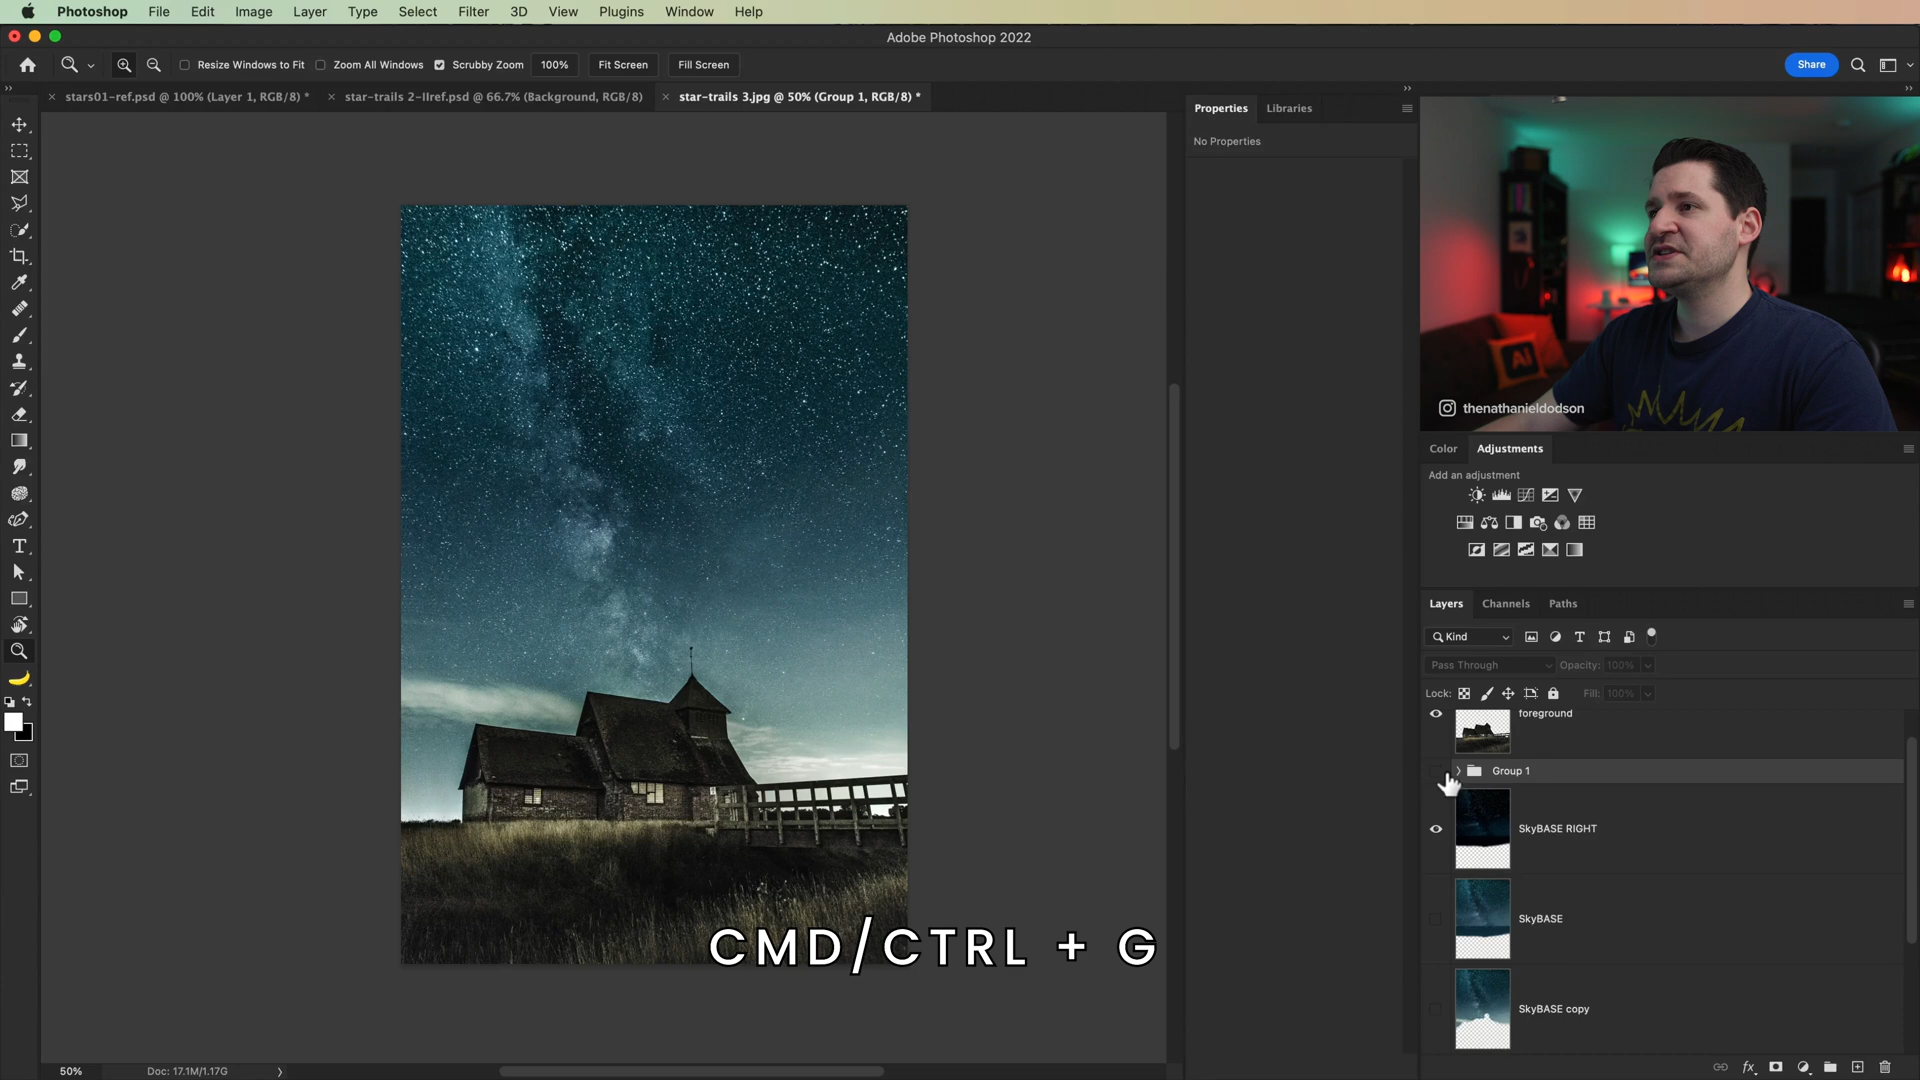 Photoshop File Edit Image Layer Type Select Filter 3D View Plugins Window Help
Adobe Photoshop 2022
Resize Windows to Fit Zoom All Windows Scrubby Zoom 100% Fit Screen Fill Screen Share
stars01-ref.psd @ 100% (Layer 1, RGB/8) * star-trails 2-IIref.psd @ 66.7% (Background, RGB/8) star-trails 3.jpg @ 50% (Group 1, RGB/8) *
Properties Libraries
No Properties
Ai
thenathanieldodson
Color Adjustments
Add an adjustment
Layers Channels Paths
Kind
Pass Through Opacity: 100%
Lock: Fill: 100%
foreground
Group 1
SkyBASE RIGHT
SkyBASE
SkyBASE copy
CMD/CTRL + G
50% Doc: 17.1M/1.17G